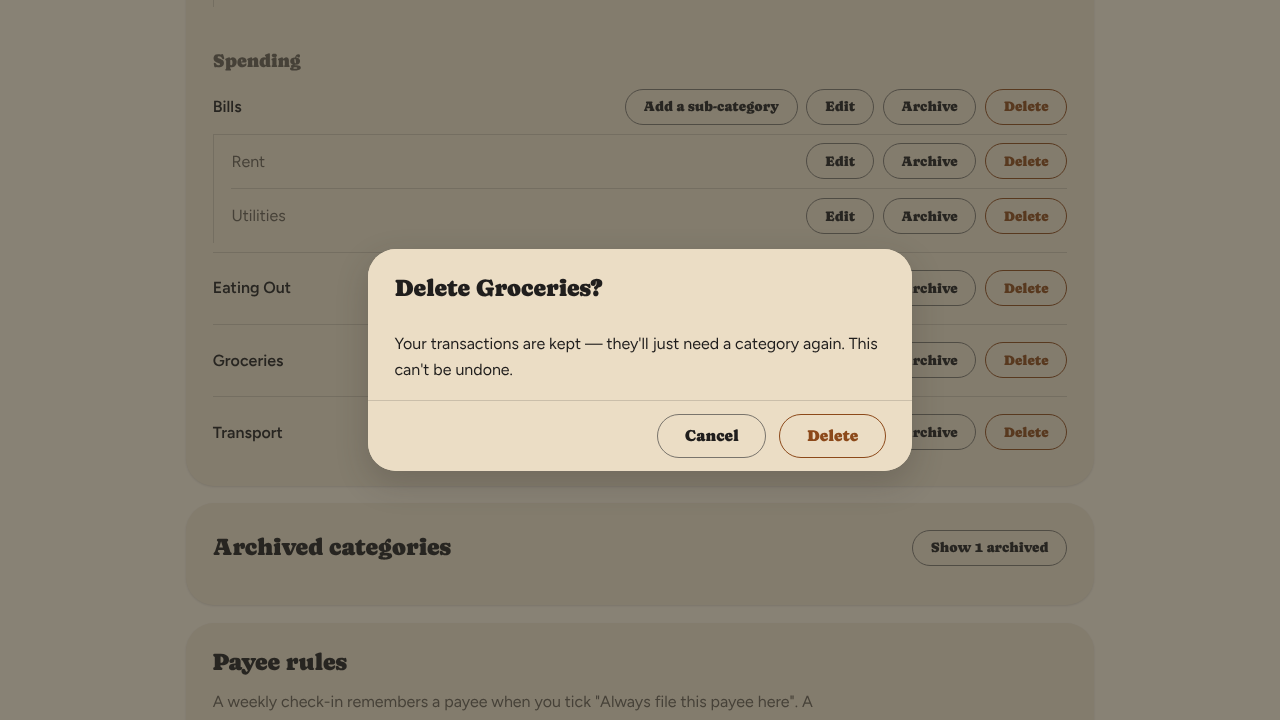 Spending
Bills Add a sub-category Edit Archive Delete
Rent Edit Archive Delete
Utilities Edit Archive Delete
Eating Out rchive Delete
Groceries rchive Delete
Transport rchive Delete
Delete Groceries?
Your transactions are kept — they'll just need a category again. This
can't be undone.
Cancel Delete
Archived categories Show 1 archived
Payee rules
A weekly check-in remembers a payee when you tick "Always file this payee here". A